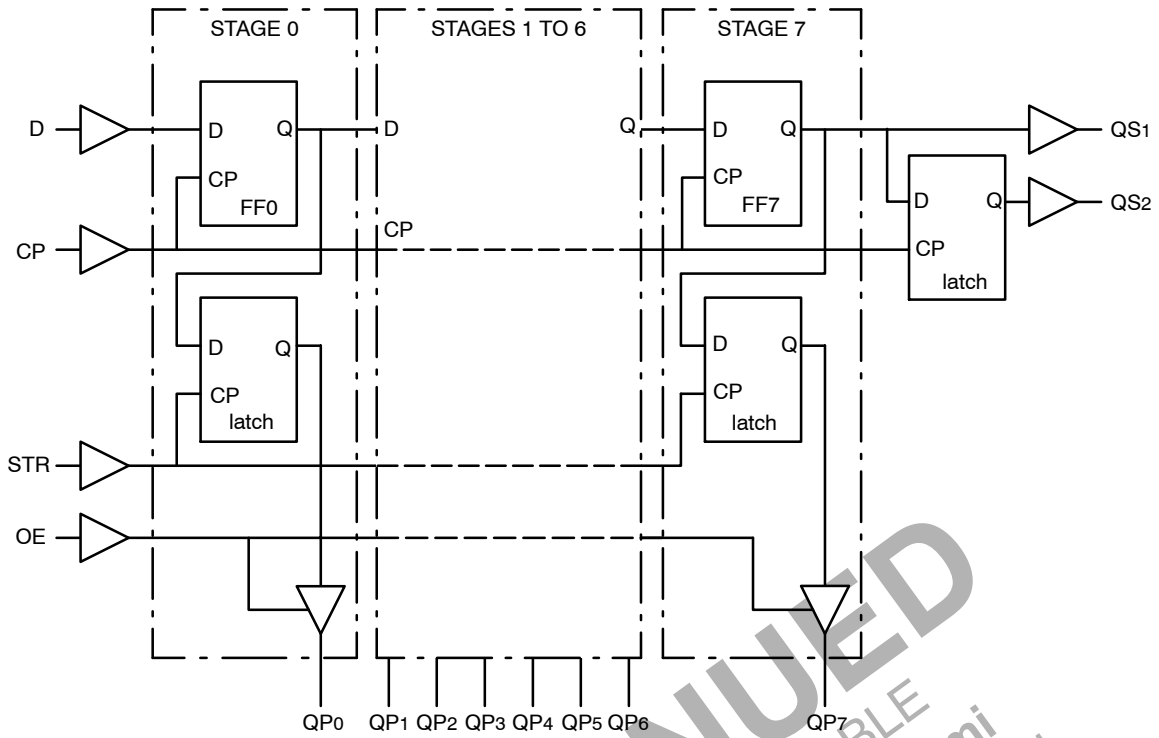 STAGE 0
STAGES 1 TO 6
STAGE 7
D
D
Q
D
Q
D
Q
QS1
CP
CP
FF0
FF7
D
Q
QS2
CP
CP
CP
latch
D
Q
D
Q
CP
CP
latch
latch
STR
OE
QP0
QP1
QP2
QP3
QP4
QP5
QP6
QP7